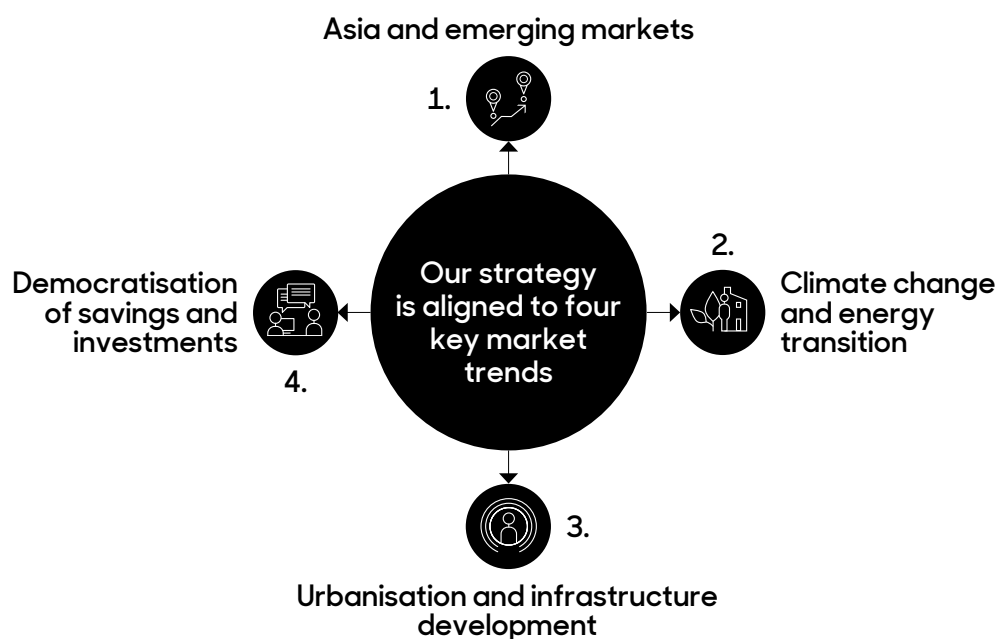 Asia and emerging markets
1.
Our strategy
is aligned to four
key market
trends
2.
Climate change
and energy
transition
3.
Urbanisation and infrastructure
development
Democratisation
of savings and
investments
4.